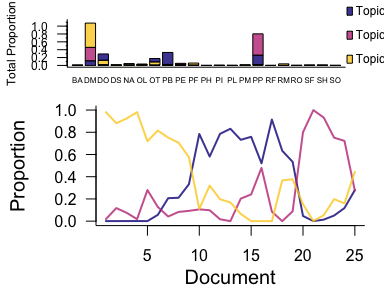 Total Proportion
1.0
0.8
0.6
0.4
0.2
0.0
BA DM DO DS NA OL OT PB PE PF PH PI PL PM PP RF RM RO SF SH SO
Topic
Topic
Topic
Proportion
1.0
0.8
0.6
0.4
0.2
0.0
5 10 15 20 25
Document